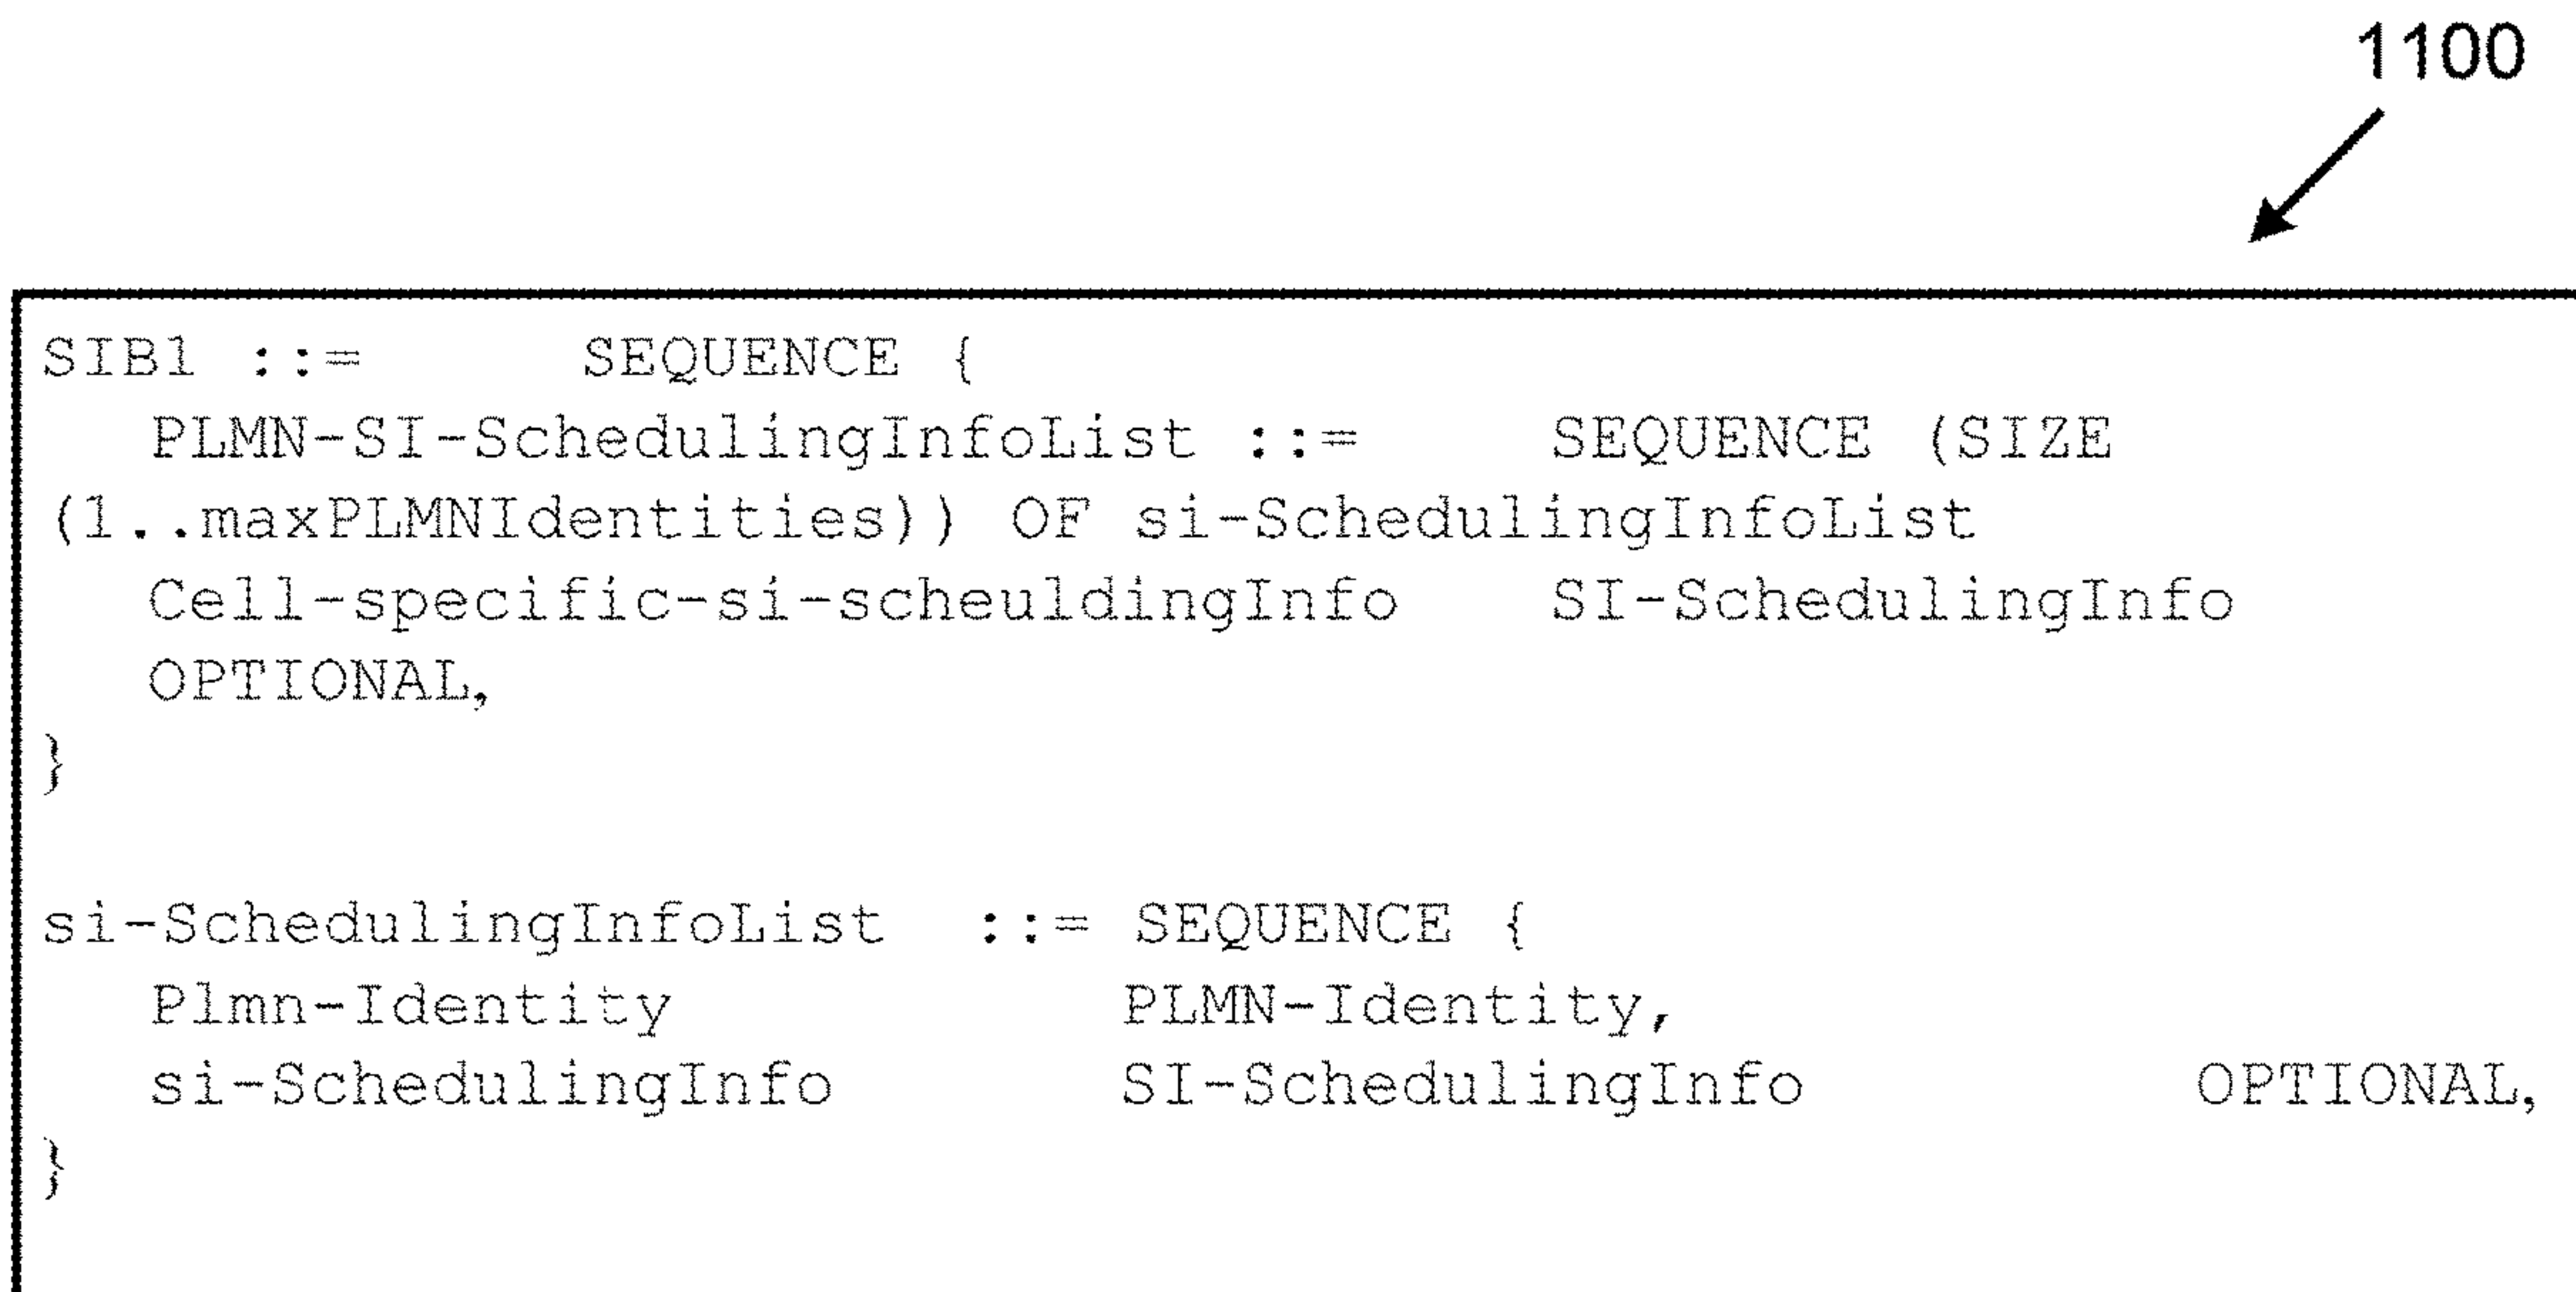 1100
SIB1 ::= SEQUENCE {
PLMN-SI-SchedulingInfoList ::= SEQUENCE (SIZE
(1..maxPLMNIdentities)) OF si-SchedulingInfoList
Cell-specific-si-scheuldingInfo SI-SchedulingInfo
OPTIONAL,
}
si-SchedulingInfoList ::= SEQUENCE {
Plmn-Identity PLMN-Identity,
si-SchedulingInfo SI-SchedulingInfo OPTIONAL,
}